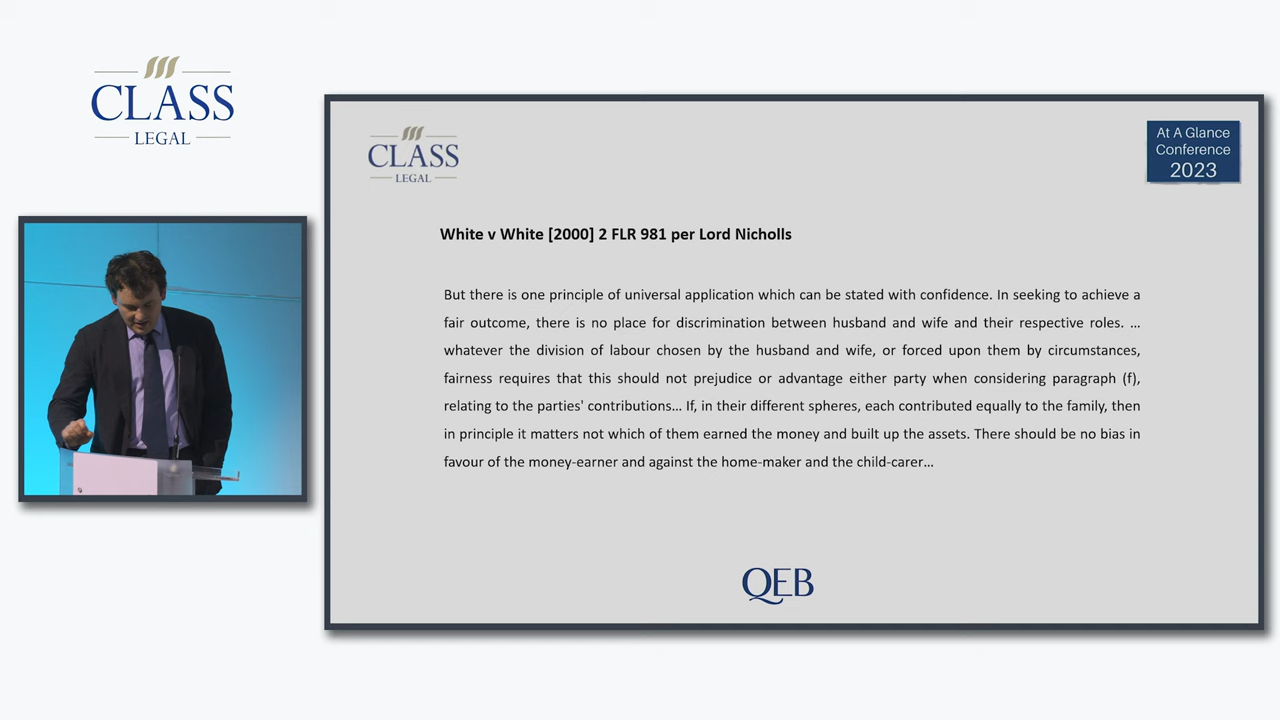 CLASS
LEGAL
CLASS
LEGAL
At A Glance
Conference
2023
White v White [2000] 2 FLR 981 per Lord Nicholls
But there is one principle of universal application which can be stated with confidence. In seeking to achieve a
fair outcome, there is no place for discrimination between husband and wife and their respective roles. …
whatever the division of labour chosen by the husband and wife, or forced upon them by circumstances,
fairness requires that this should not prejudice or advantage either party when considering paragraph (f),
relating to the parties' contributions… If, in their different spheres, each contributed equally to the family, then
in principle it matters not which of them earned the money and built up the assets. There should be no bias in
favour of the money-earner and against the home-maker and the child-carer…
QEB